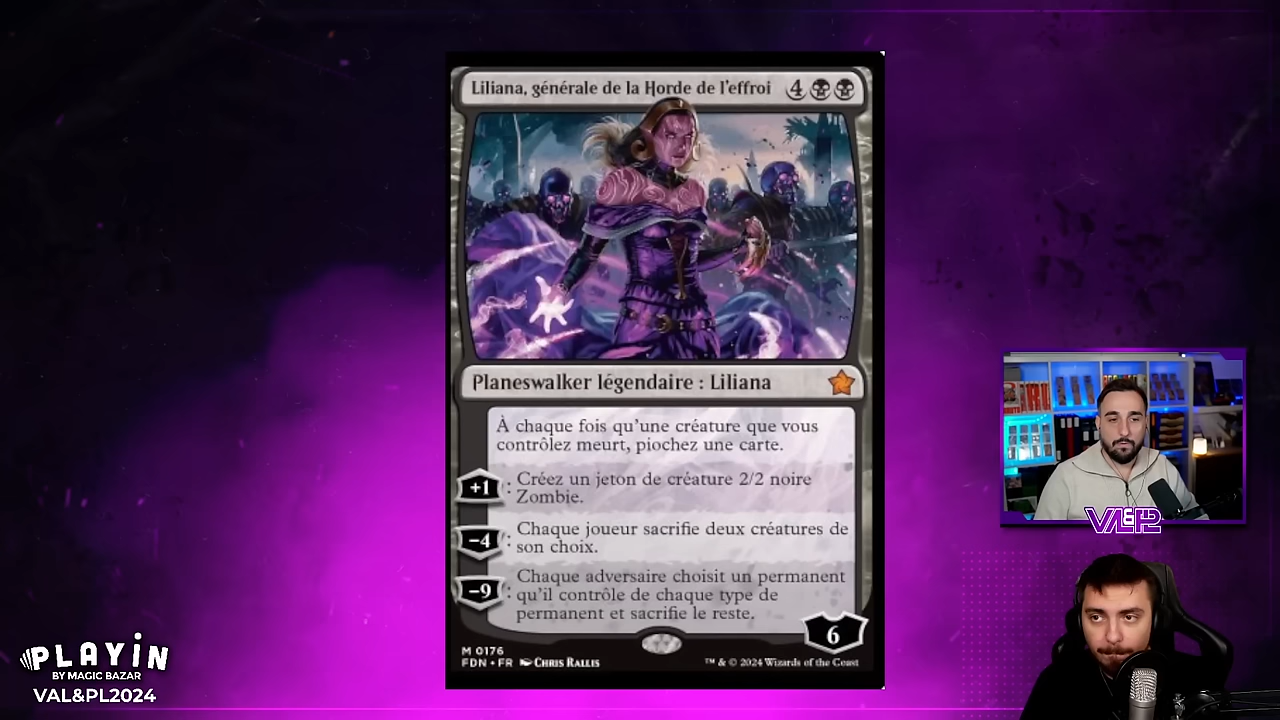 Liliana, générale de la Horde de l'effroi 4
Planeswalker légendaire : Liliana
À chaque fois qu'une créature que vous
contrôlez meurt, piochez une carte.
+1 : Créez un jeton de créature 2/2 noire
Zombie.
-4 : Chaque joueur sacrifie deux créatures de
son choix.
-9 : Chaque adversaire choisit un permanent
qu'il contrôle de chaque type de
permanent et sacrifie le reste.
6
M 0176
FDN • FR Chris Rallis
™ & © 2024 Wizards of the Coast
VAL&PL
PLAYIN
BY MAGIC BAZAR
VAL&PL2024